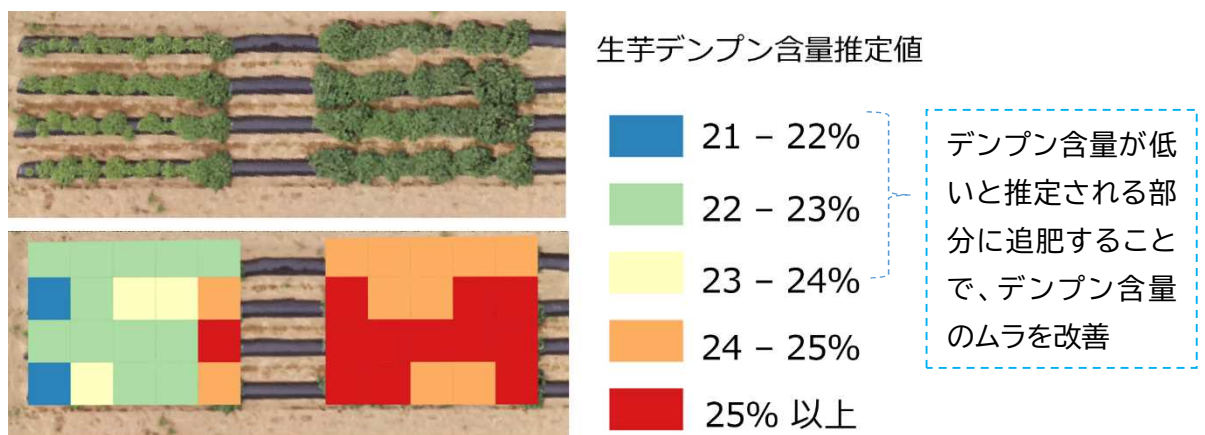 生芋デンプン含量推定値
21 – 22%
22 – 23%
23 – 24%
24 – 25%
25% 以上
デンプン含量が低
いと推定される部
分に追肥すること
で、デンプン含量
のムラを改善